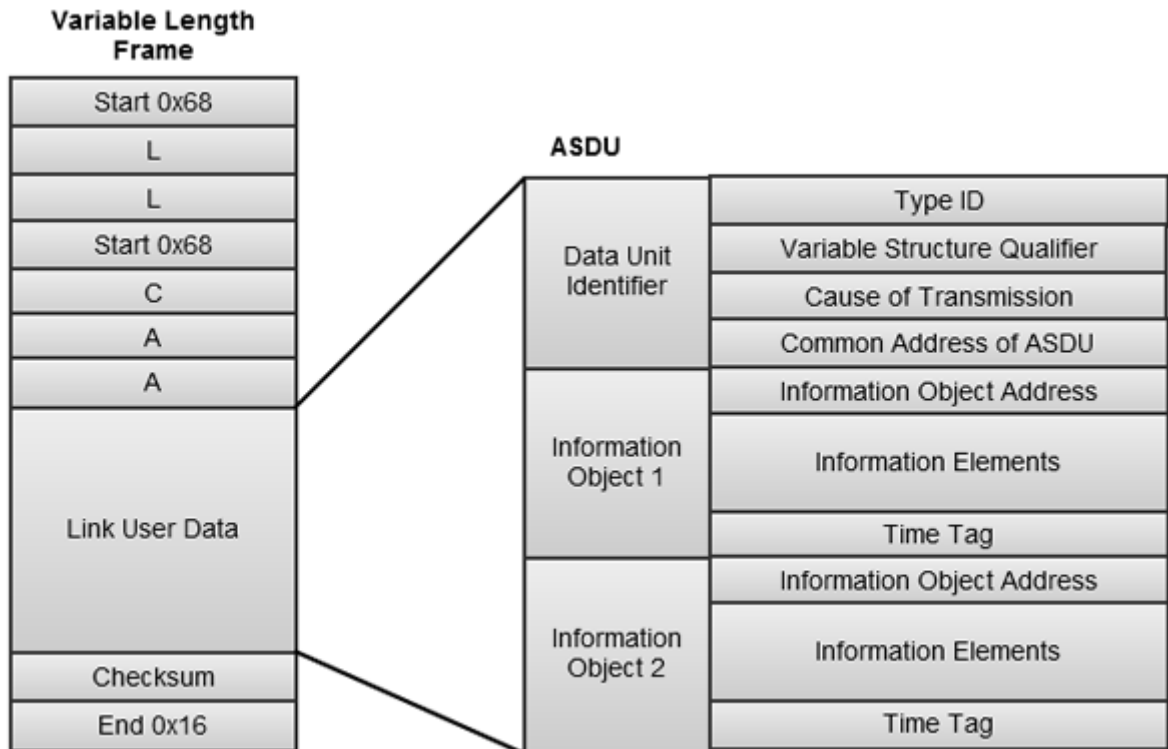 Variable Length
Frame
Start 0x68
L
L
Start 0x68
C
A
A
Link User Data
Checksum
End 0x16
ASDU
Data Unit
Identifier
Type ID
Variable Structure Qualifier
Cause of Transmission
Common Address of ASDU
Information
Object 1
Information Object Address
Information Elements
Time Tag
Information
Object 2
Information Object Address
Information Elements
Time Tag